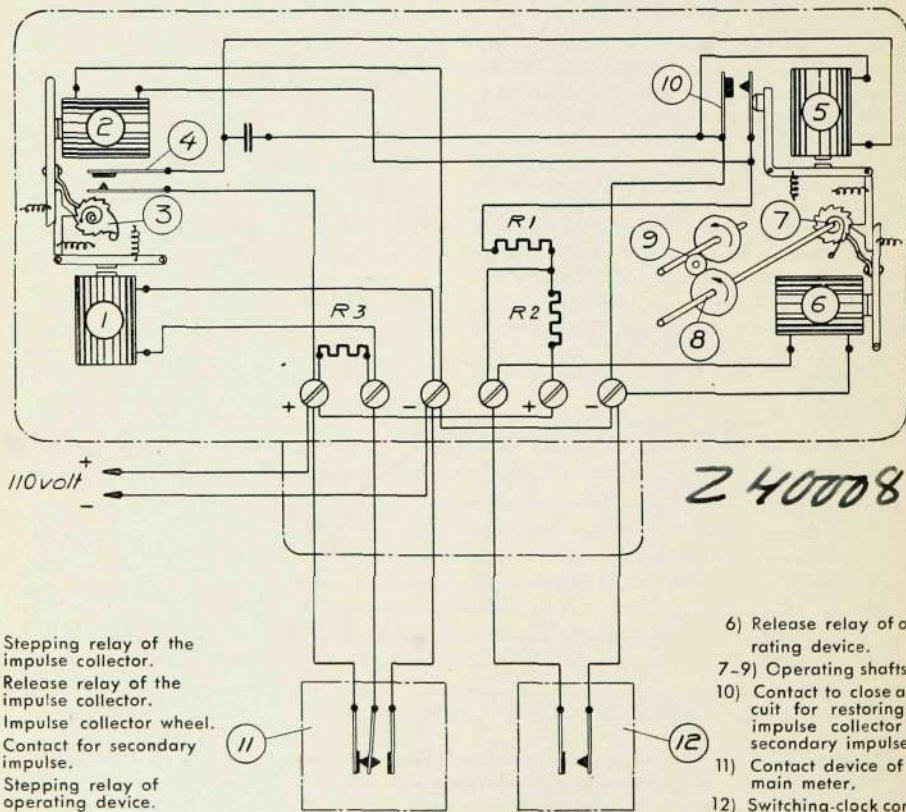 2
4
3
1
10
5
7
9
8
6
R1
R2
R3
+
-
+
-
+
110 volt
-
Z 40008
11
12
Stepping relay of the
impulse collector.
Release relay of the
impulse collector.
Impulse collector wheel.
Contact for secondary
impulse.
Stepping relay of
operating device.
6) Release relay of o
rating device.
7-9) Operating shafts
10) Contact to close a
cuit for restoring
impulse collector
secondary impulse
11) Contact device of
main meter.
12) Switching-clock con